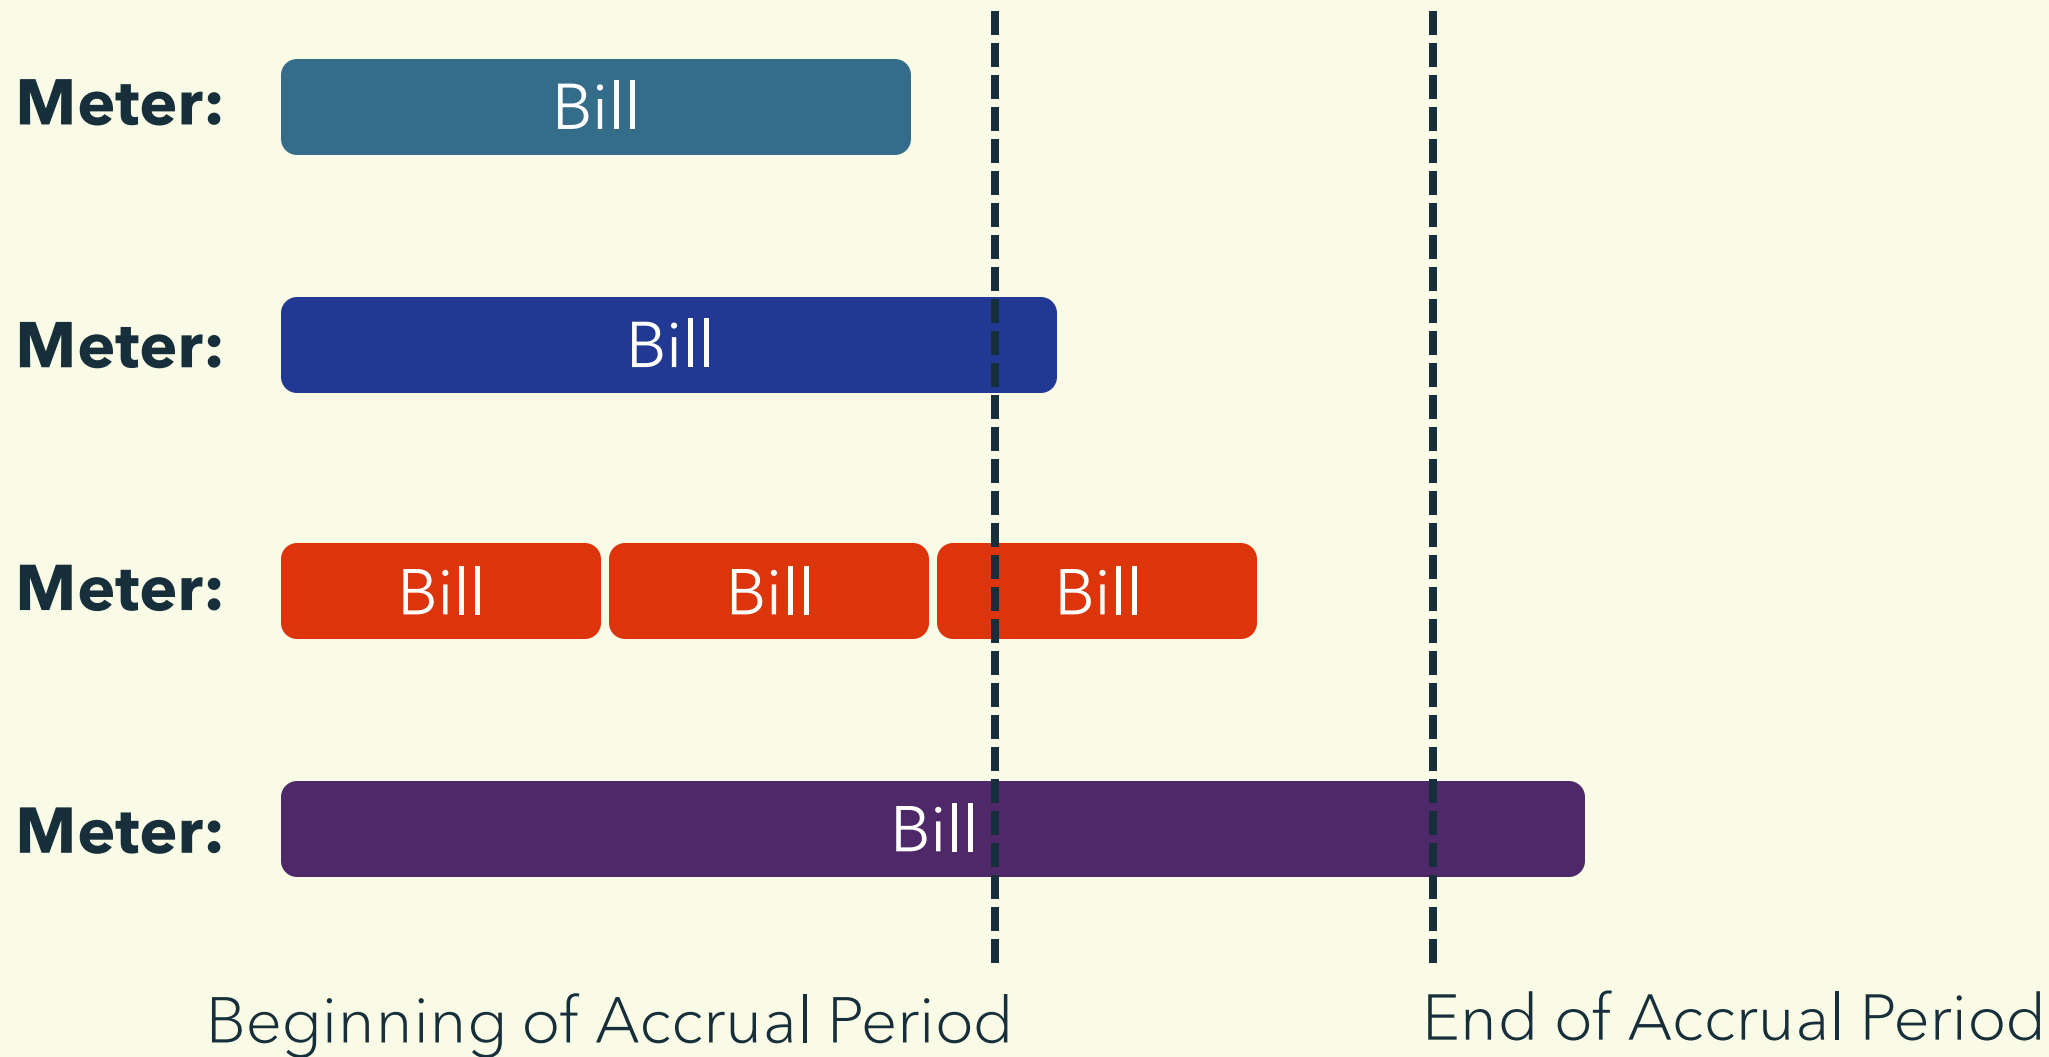 Meter: Bill
Meter: Bill
Meter: Bill Bill Bill
Meter: Bill
Beginning of Accrual Period End of Accrual Period